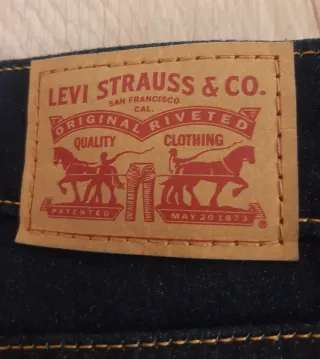 LEVI STRAUSS & CO.
SAN FRANCISCO
CAL.
ORIGINAL RIVETED
QUALITY CLOTHING
PATENTED MAY 20 1873
®